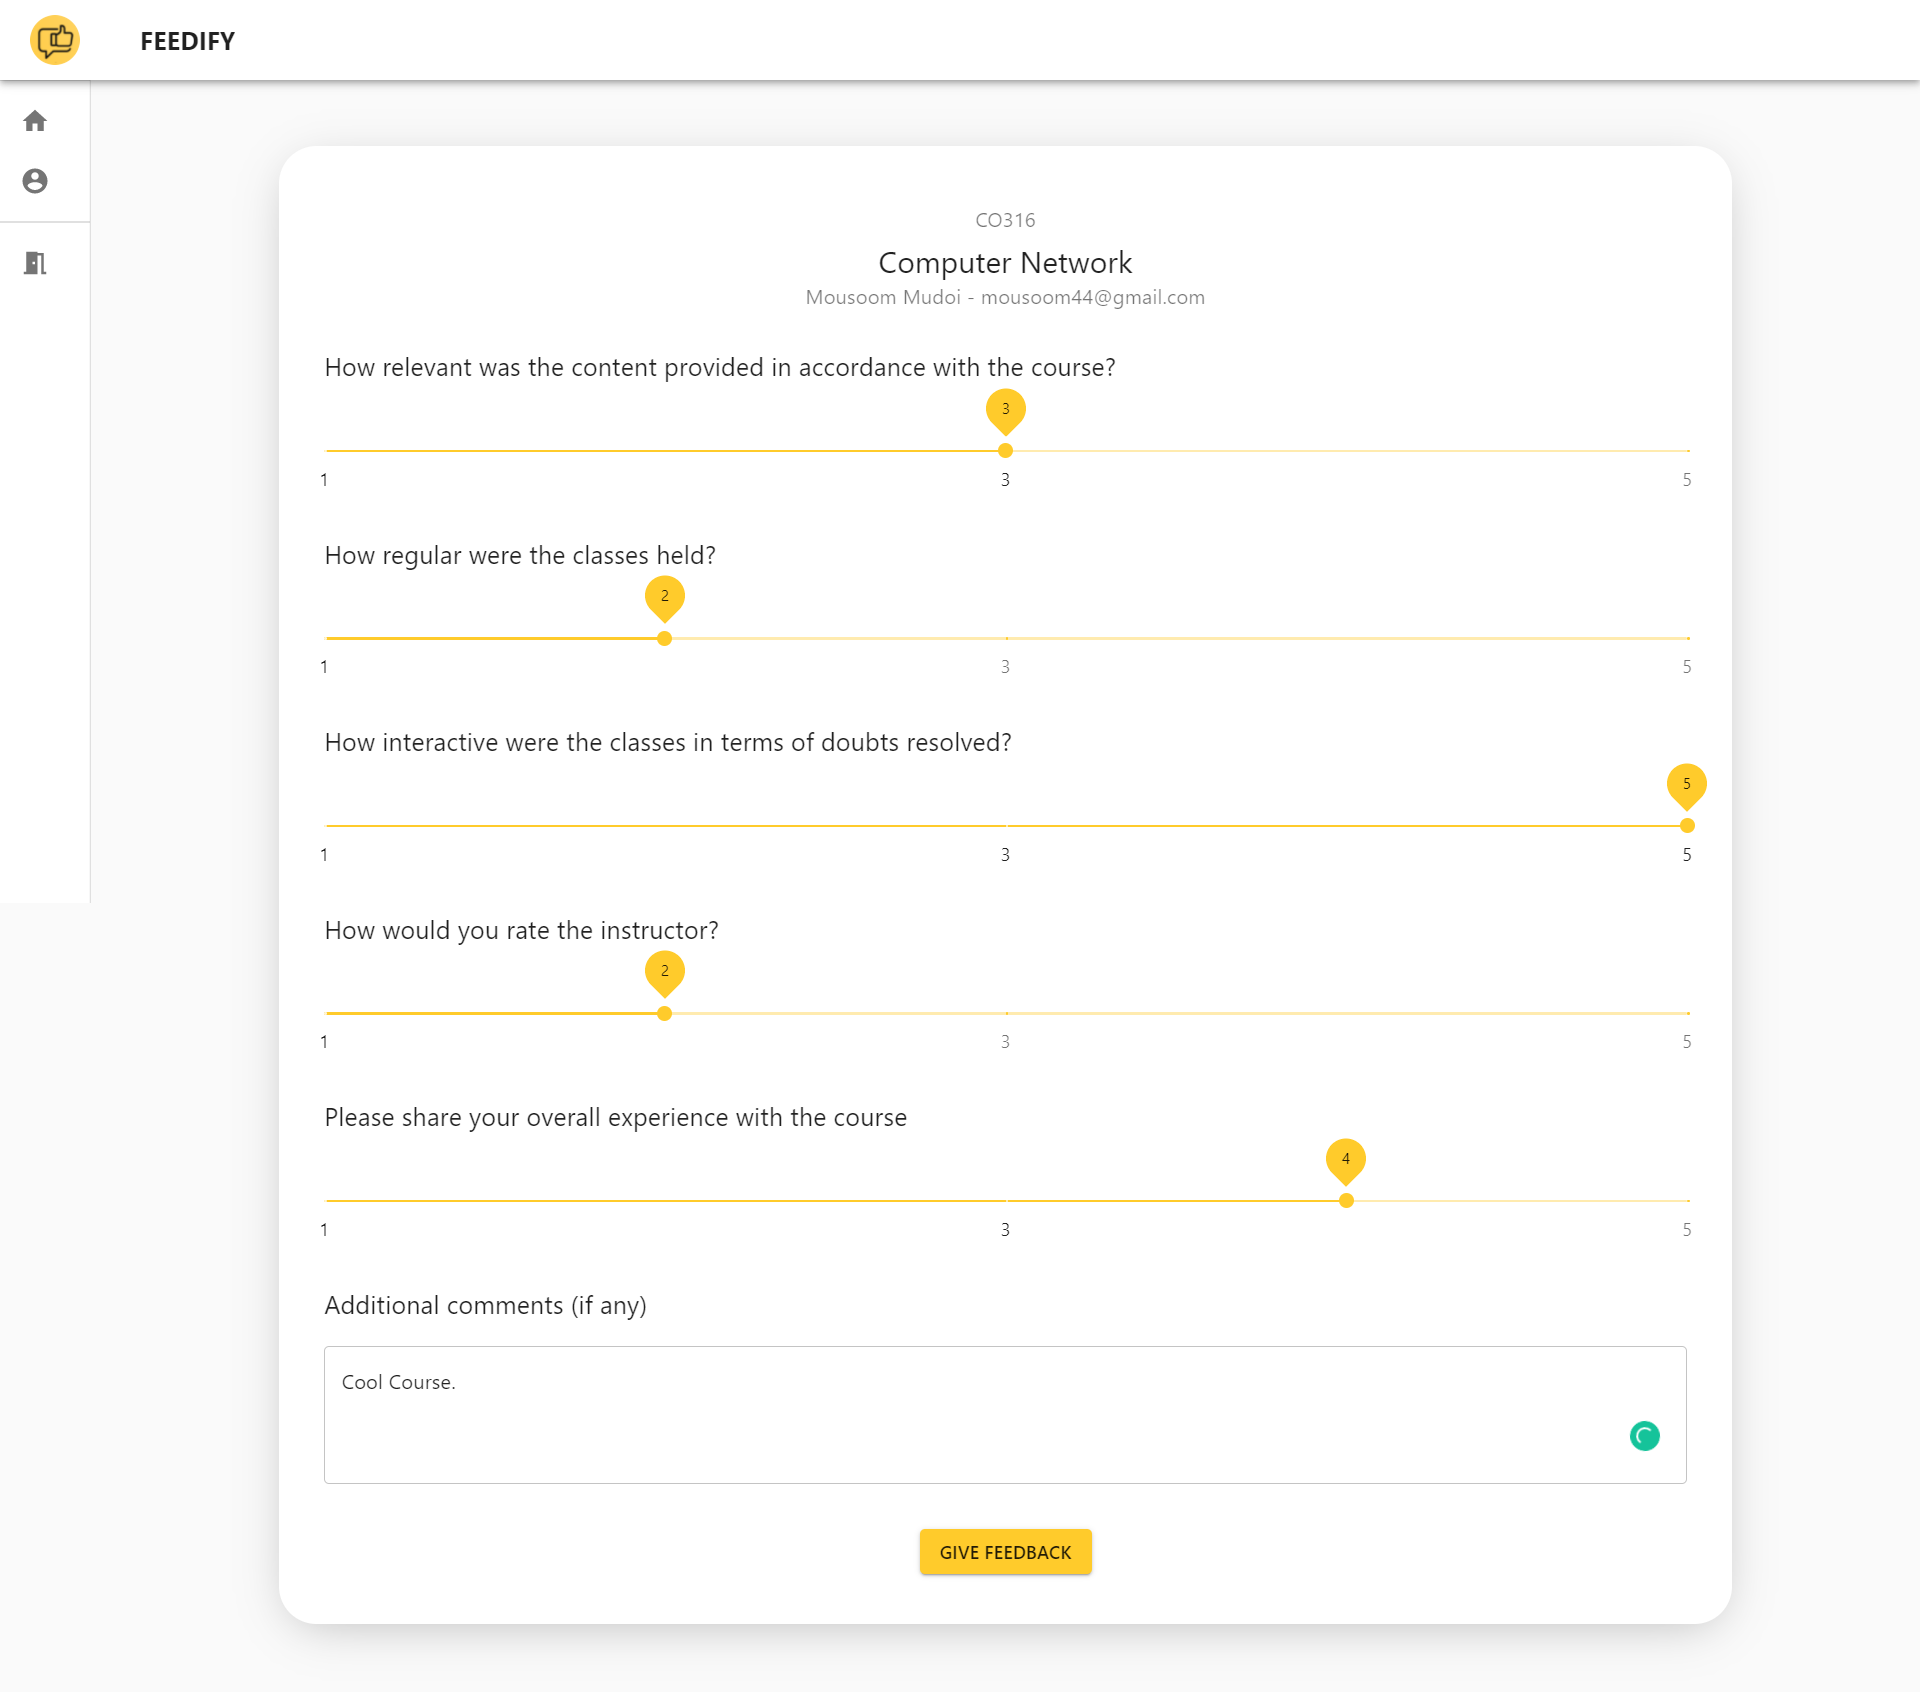 FEEDIFY
CO316
Computer Network
Mousoom Mudoi - mousoom44@gmail.com
How relevant was the content provided in accordance with the course?
3
1 3 5
How regular were the classes held?
2
1 3 5
How interactive were the classes in terms of doubts resolved?
5
1 3 5
How would you rate the instructor?
2
1 3 5
Please share your overall experience with the course
4
1 3 5
Additional comments (if any)
Cool Course.
GIVE FEEDBACK